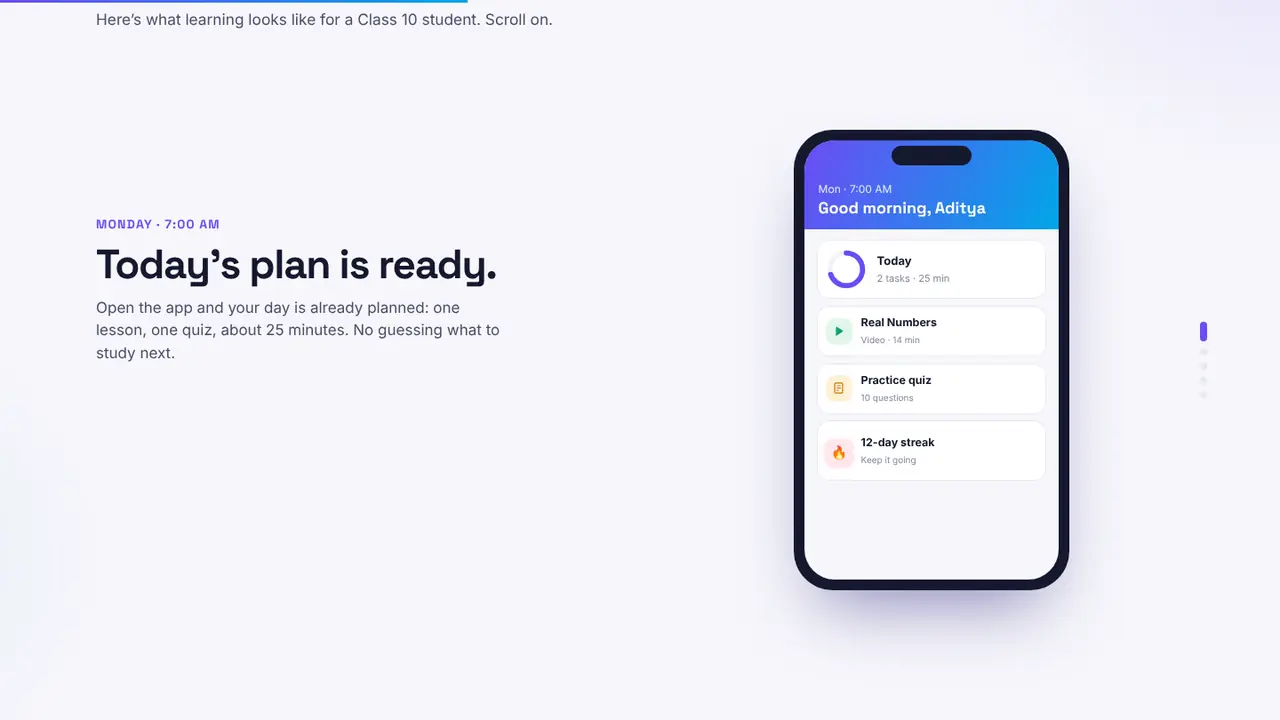 Here’s what learning looks like for a Class 10 student. Scroll on.
MONDAY · 7:00 AM
Today’s plan is ready.
Open the app and your day is already planned: one
lesson, one quiz, about 25 minutes. No guessing what to
study next.
Mon · 7:00 AM
Good morning, Aditya
Today
2 tasks · 25 min
Real Numbers
Video · 14 min
Practice quiz
10 questions
12-day streak
Keep it going